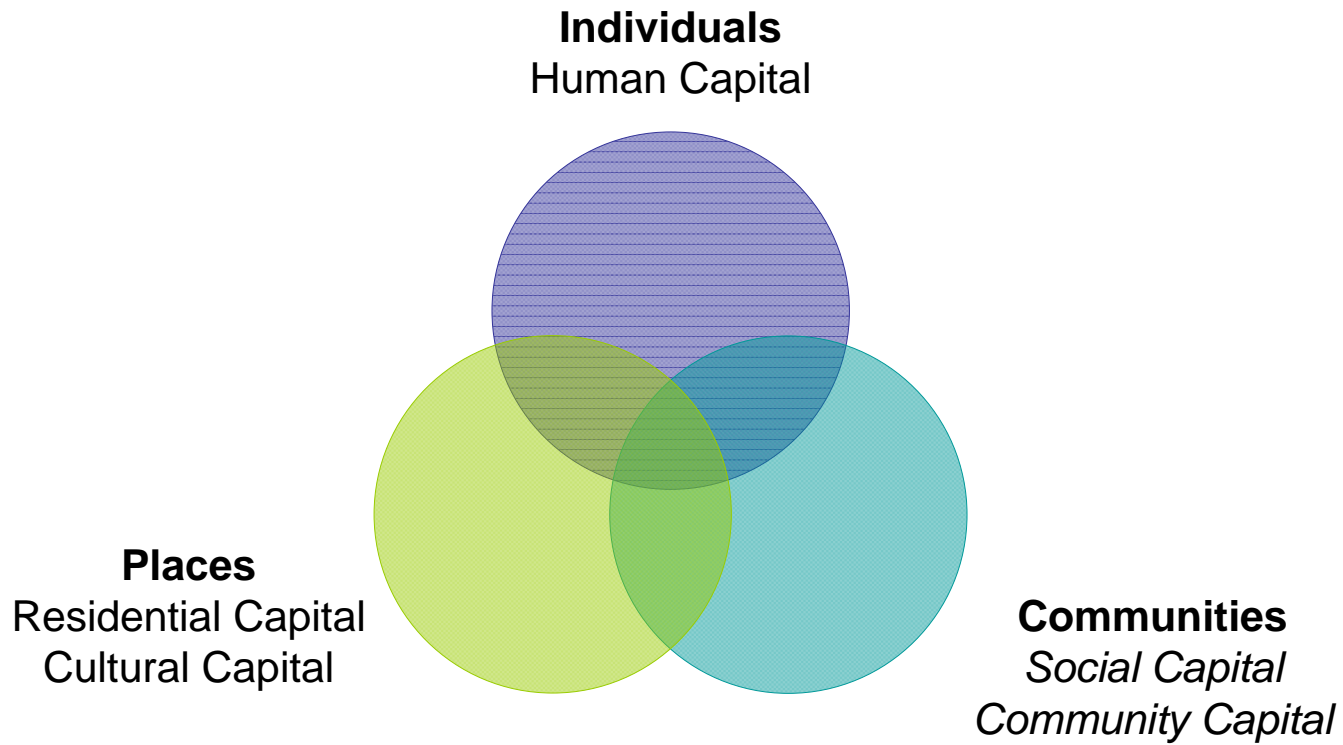 Individuals
Human Capital
Places
Residential Capital
Cultural Capital
Communities
Social Capital
Community Capital